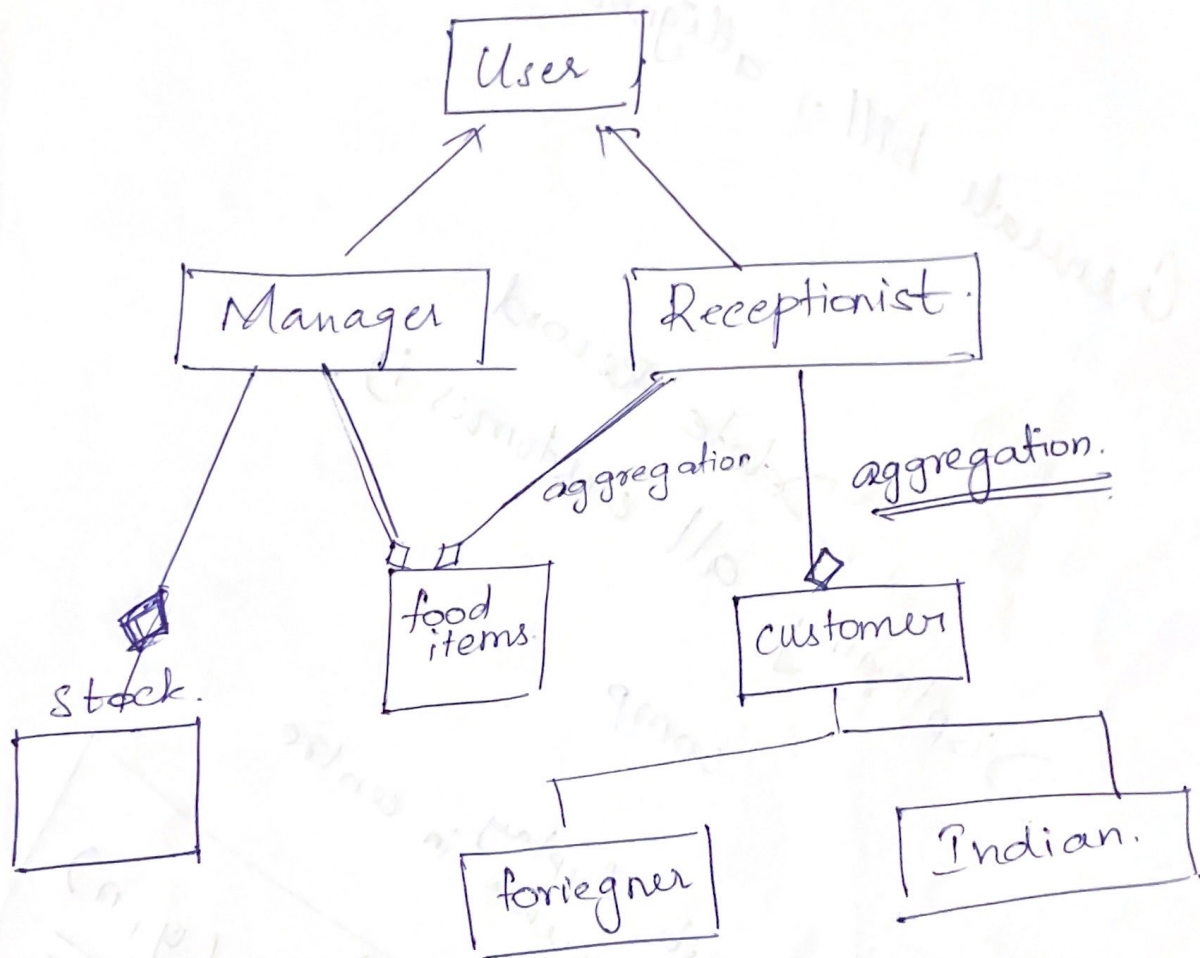 User
Manager
Receptionist.
aggregation.
aggregation.
food
items.
customer
stock.
foriegner
Indian.